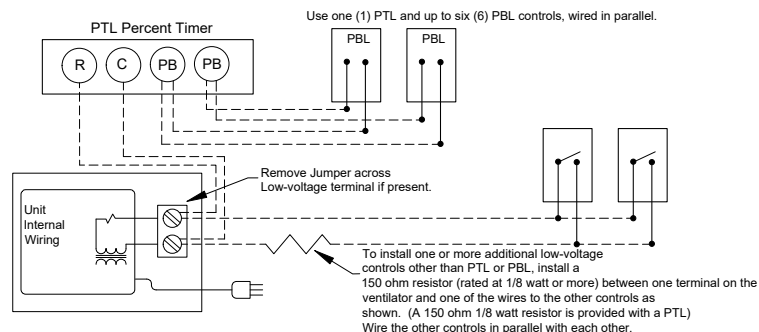 Use one (1) PTL and up to six (6) PBL controls, wired in parallel.
PTL Percent Timer
R
C
PB
PB
PBL
PBL
Remove Jumper across
Low-voltage terminal if present.
Unit
Internal
Wiring
To install one or more additional low-voltage
controls other than PTL or PBL, install a
150 ohm resistor (rated at 1/8 watt or more) between one terminal on the
ventilator and one of the wires to the other controls as
shown. (A 150 ohm 1/8 watt resistor is provided with a PTL)
Wire the other controls in parallel with each other.